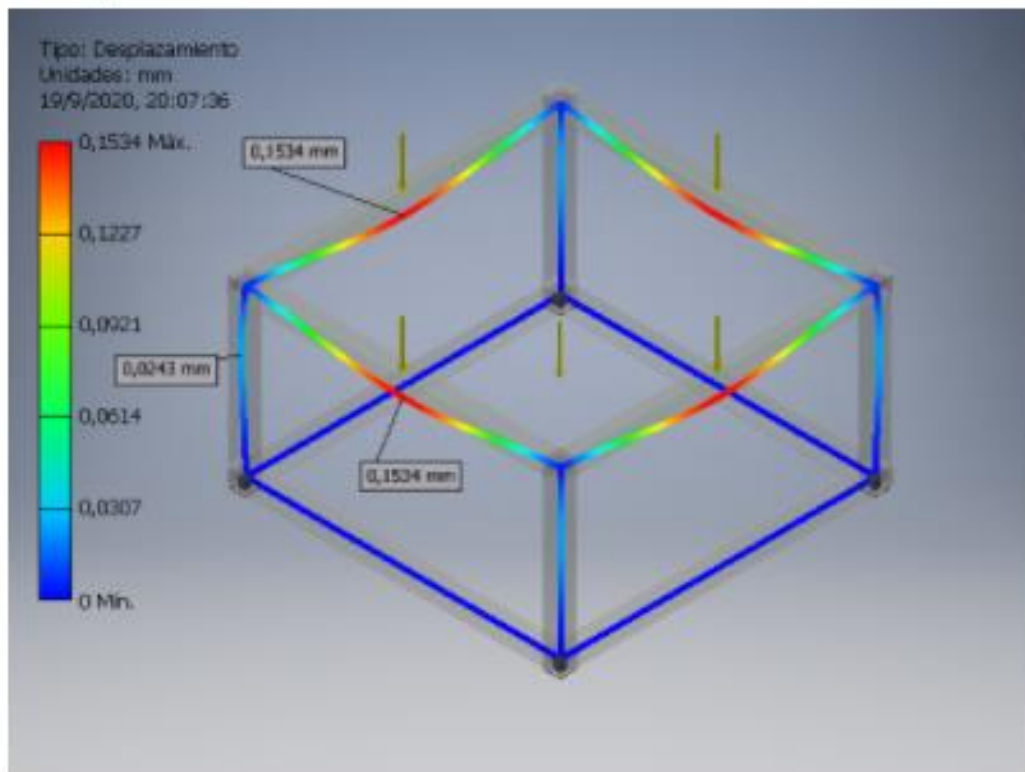 Tipo: Desplazamiento
Unidades: mm
19/9/2020, 20:07:36
0,1534 Máx.
0,1534 mm
0,1227
0,0921
0,0243 mm
0,0614
0,1534 mm
0,0307
0 Mín.